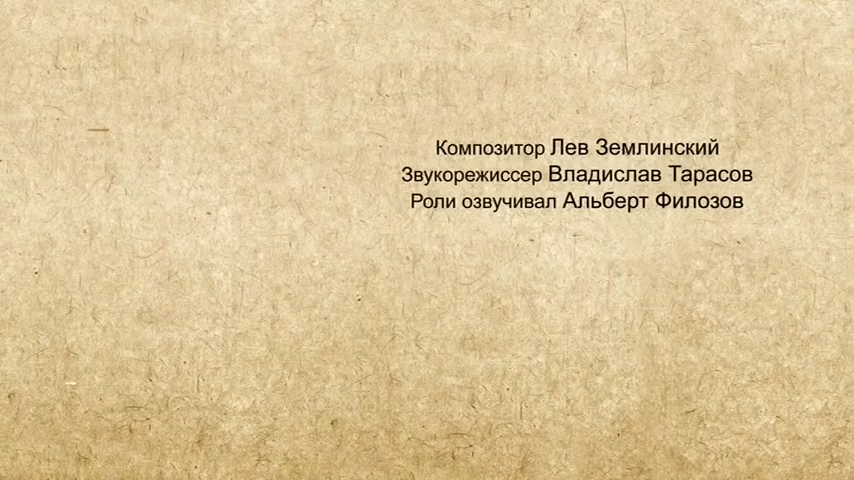 Композитор Лев Землинский
Звукорежиссер Владислав Тарасов
Роли озвучивал Альберт Филозов